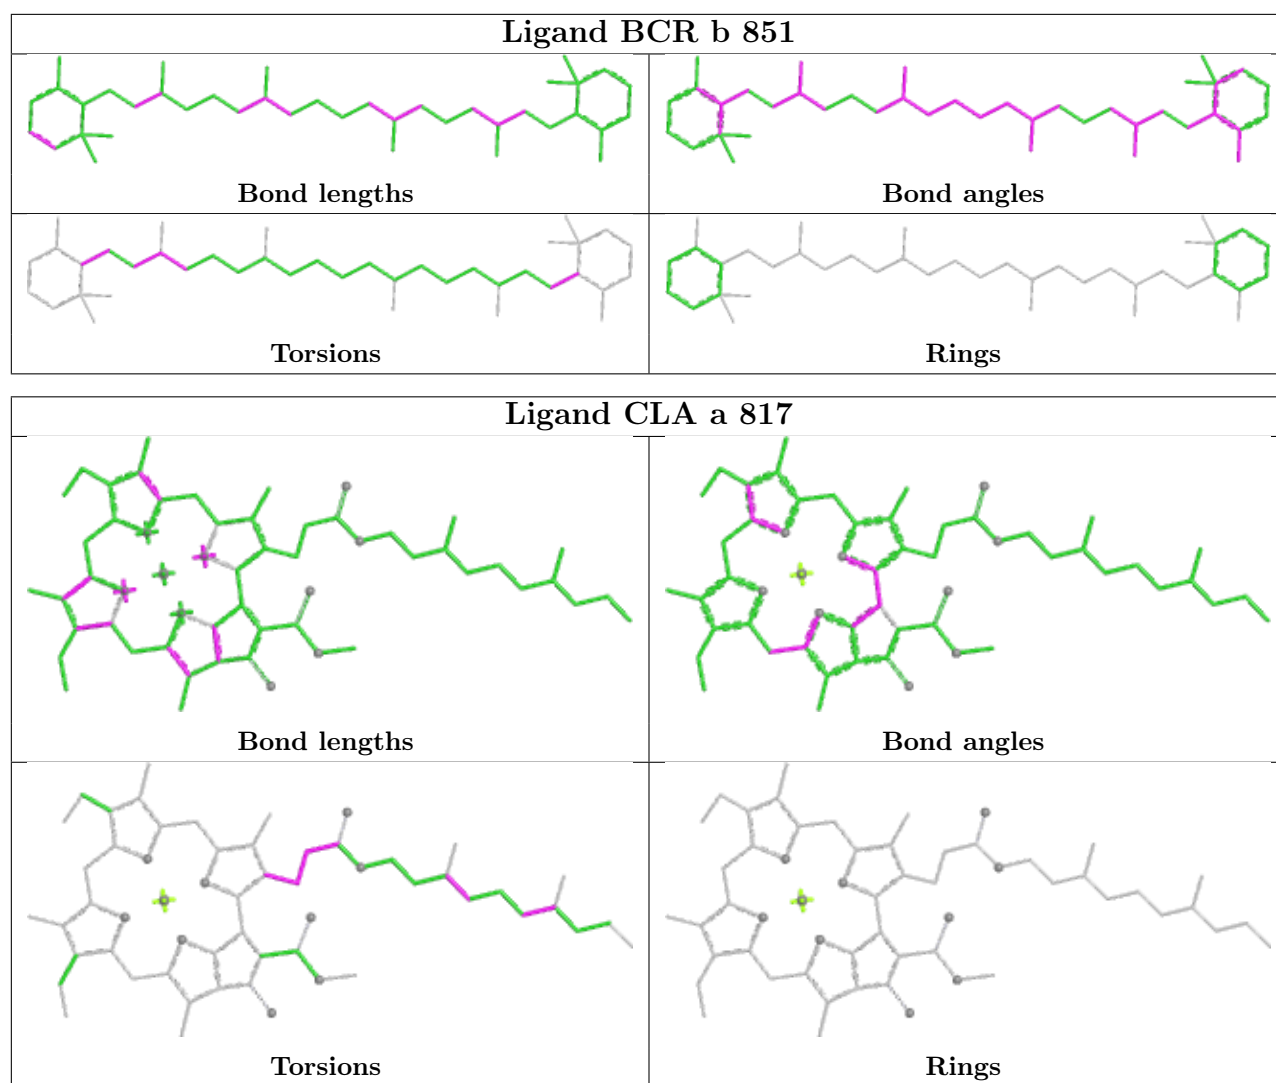 Ligand BCR b 851
Bond lengths
Bond angles
Torsions
Rings
Ligand CLA a 817
Bond lengths
Bond angles
Torsions
Rings